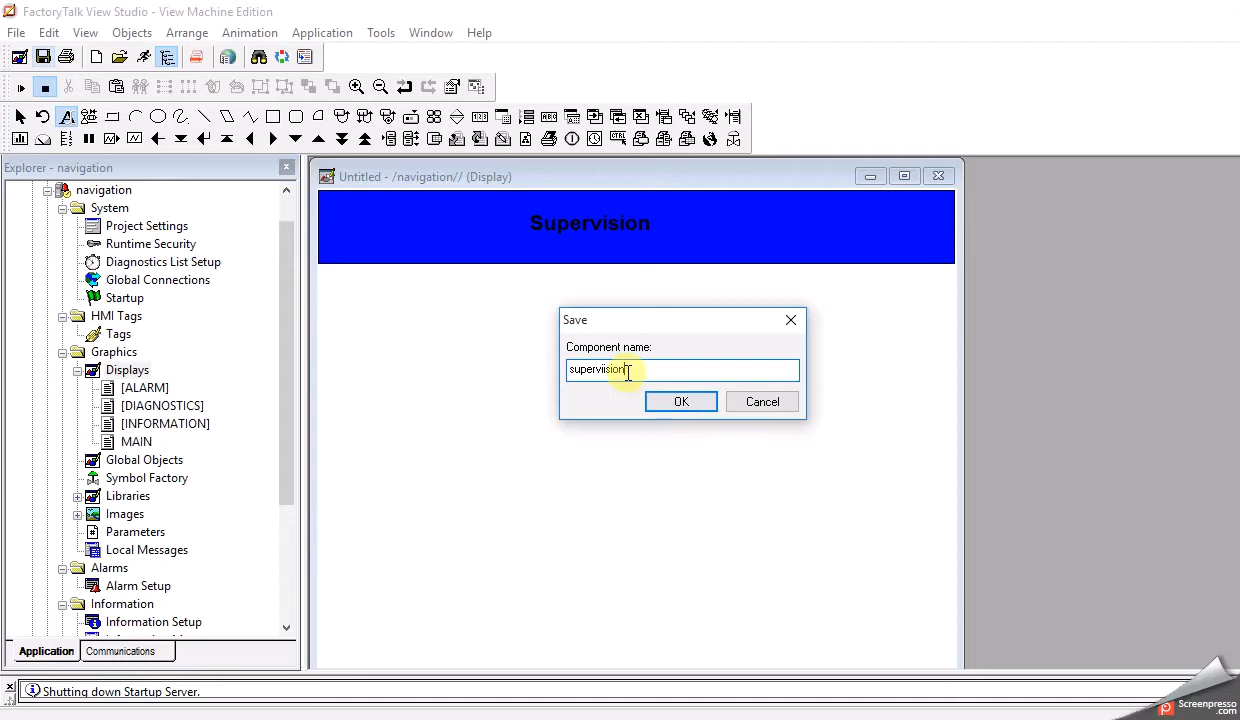 FactoryTalk View Studio - View Machine Edition
File Edit View Objects Arrange Animation Application Tools Window Help
Explorer - navigation
navigation
System
Project Settings
Runtime Security
Diagnostics List Setup
Global Connections
Startup
HMI Tags
Tags
Graphics
Displays
[ALARM]
[DIAGNOSTICS]
[INFORMATION]
MAIN
Global Objects
Symbol Factory
Libraries
Images
Parameters
Local Messages
Alarms
Alarm Setup
Information
Information Setup
Application Communications
Untitled - /navigation// (Display)
Supervision
Save
Component name:
superviision
OK Cancel
Shutting down Startup Server.
Screenpresso
.com